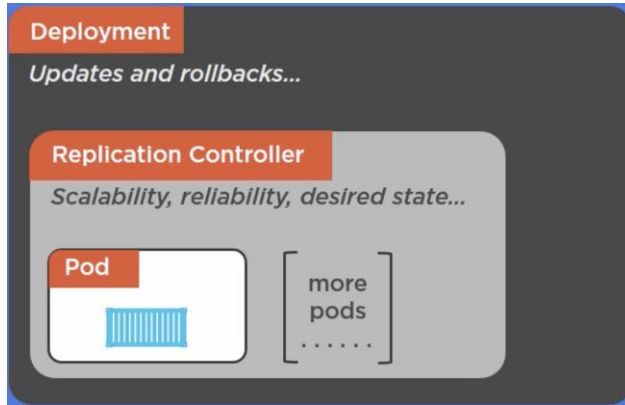 Deployment
Updates and rollbacks...
Replication Controller
Scalability, reliability, desired state...
Pod
more
pods
......